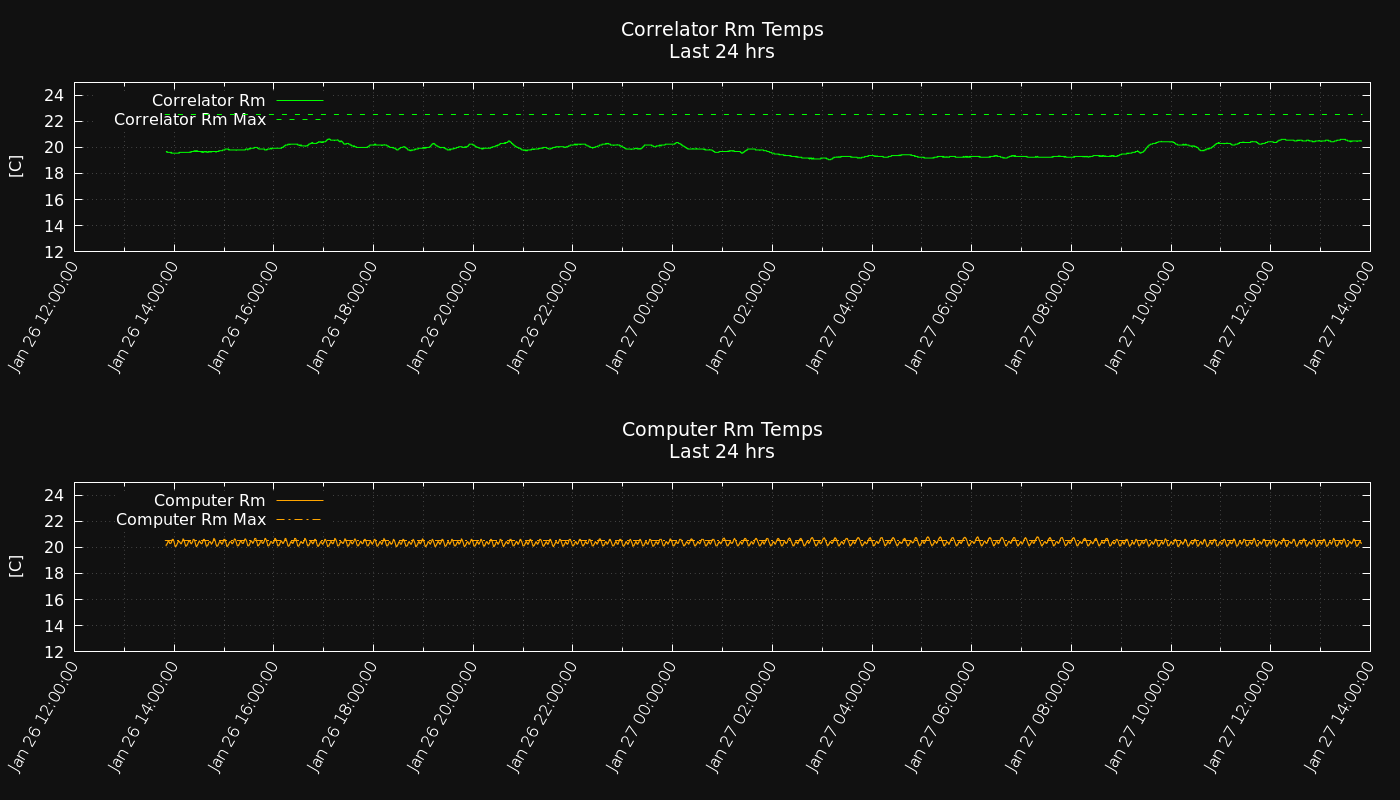 Correlator Rm Temps
Last 24 hrs
Correlator Rm
Correlator Rm Max
[C]
24
22
20
18
16
14
12
Jan 26 12:00:00
Jan 26 14:00:00
Jan 26 16:00:00
Jan 26 18:00:00
Jan 26 20:00:00
Jan 26 22:00:00
Jan 27 00:00:00
Jan 27 02:00:00
Jan 27 04:00:00
Jan 27 06:00:00
Jan 27 08:00:00
Jan 27 10:00:00
Jan 27 12:00:00
Jan 27 14:00:00
Computer Rm Temps
Last 24 hrs
Computer Rm
Computer Rm Max
[C]
24
22
20
18
16
14
12
Jan 26 12:00:00
Jan 26 14:00:00
Jan 26 16:00:00
Jan 26 18:00:00
Jan 26 20:00:00
Jan 26 22:00:00
Jan 27 00:00:00
Jan 27 02:00:00
Jan 27 04:00:00
Jan 27 06:00:00
Jan 27 08:00:00
Jan 27 10:00:00
Jan 27 12:00:00
Jan 27 14:00:00